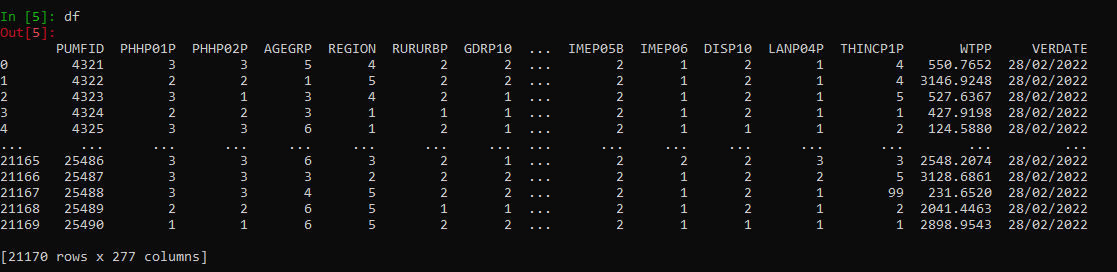 In [5]: df
Out[5]:
PUMFID PHHP01P PHHP02P AGEGRP REGION RURURBP GDRP10 ... IMEP05B IMEP06 DISP10 LANP04P THINCP1P WTPP VERDATE
0 4321 3 3 5 4 2 2 ... 2 1 2 1 4 550.7652 28/02/2022
1 4322 2 2 1 5 2 2 ... 2 1 2 1 4 3146.9248 28/02/2022
2 4323 3 1 3 4 2 1 ... 2 1 2 1 5 527.6367 28/02/2022
3 4324 2 2 3 1 1 1 ... 2 1 2 1 1 427.9198 28/02/2022
4 4325 3 3 6 1 2 1 ... 2 1 1 1 2 124.5880 28/02/2022
... ... ... ... ... ... ... ... ... ... ... ... ... ... ... ...
21165 25486 3 3 6 3 2 1 ... 2 2 2 3 3 2548.2074 28/02/2022
21166 25487 3 3 3 2 2 2 ... 2 1 2 2 5 3128.6861 28/02/2022
21167 25488 3 3 4 5 2 2 ... 2 1 2 1 99 231.6520 28/02/2022
21168 25489 2 2 6 5 1 1 ... 2 1 2 1 2 2041.4463 28/02/2022
21169 25490 1 1 6 5 2 2 ... 2 1 1 1 1 2898.9543 28/02/2022
[21170 rows x 277 columns]